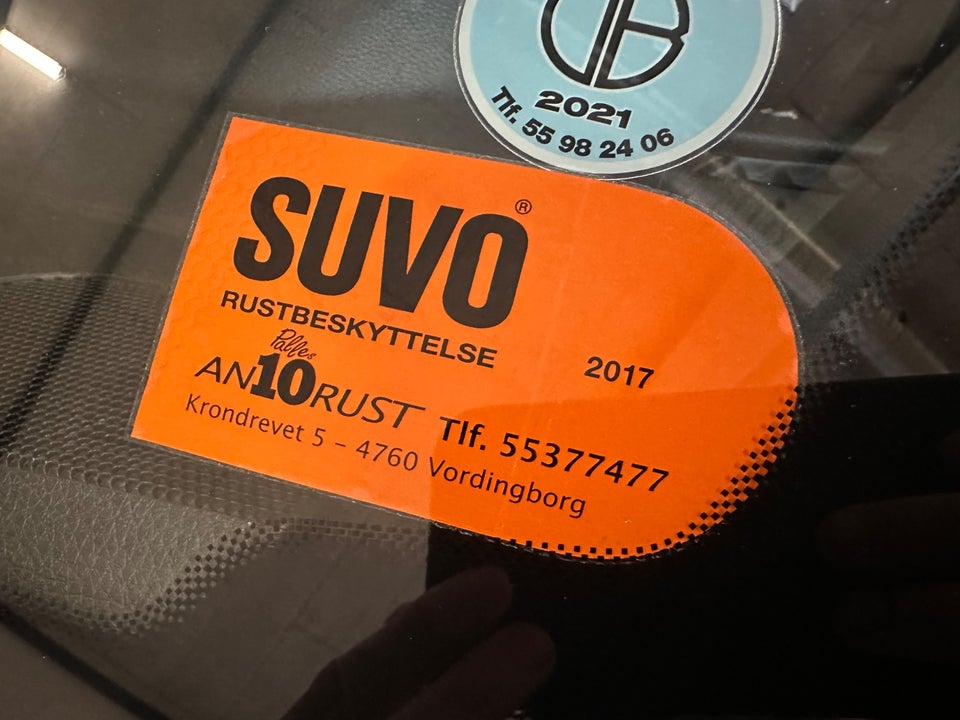 2021
Tlf. 55 98 24 06
SUVO®
RUSTBESKYTTELSE
2017
Palles
AN10RUST Tlf. 55377477
Krondrevet 5 – 4760 Vordingborg